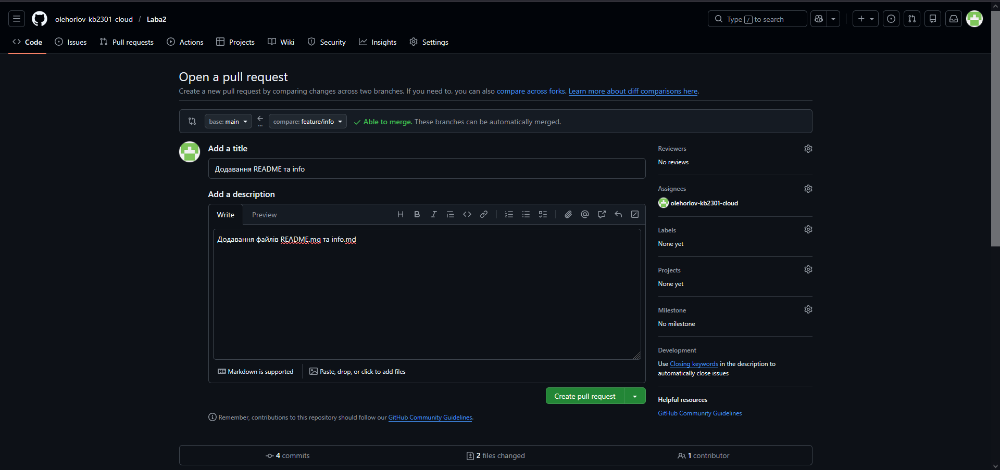 olehorlov-kb2301-cloud / Laba2
Type / to search
Code Issues Pull requests Actions Projects Wiki Security Insights Settings
Open a pull request
Create a new pull request by comparing changes across two branches. If you need to, you can also compare across forks. Learn more about diff comparisons here.
base: main compare: feature/info Able to merge. These branches can be automatically merged.
Add a title
Додавання README та info
Add a description
Write Preview
Додавання файлів README.mg та info.md
Markdown is supported Paste, drop, or click to add files
Create pull request
Remember, contributions to this repository should follow our GitHub Community Guidelines.
Reviewers
No reviews
Assignees
olehorlov-kb2301-cloud
Labels
None yet
Projects
None yet
Milestone
No milestone
Development
Use Closing keywords in the description to
automatically close issues
Helpful resources
GitHub Community Guidelines
4 commits 2 files changed 1 contributor